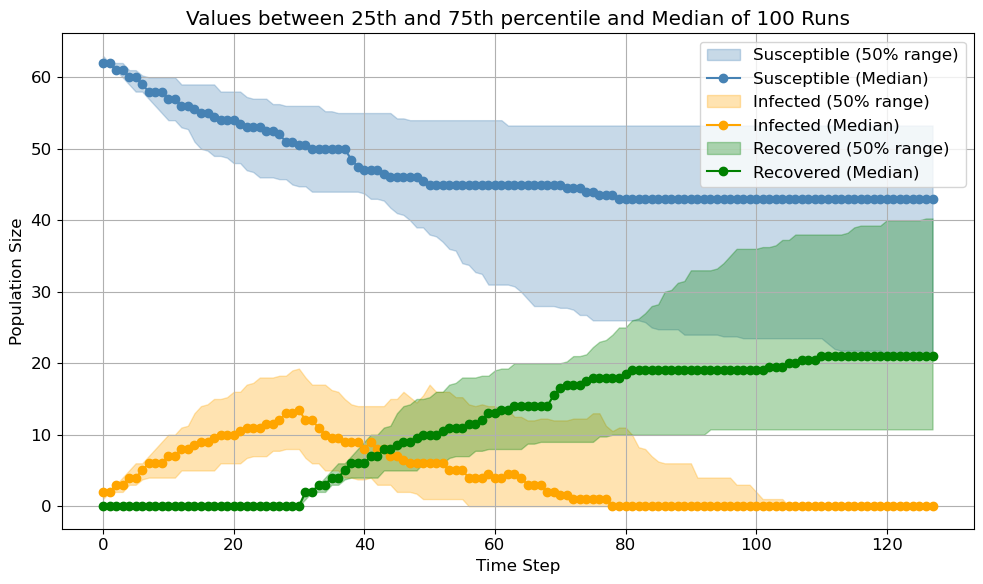 Values between 25th and 75th percentile and Median of 100 Runs
Susceptible (50% range)
Susceptible (Median)
Infected (50% range)
Infected (Median)
Recovered (50% range)
Recovered (Median)
Population Size
60
50
40
30
20
10
0
0 20 40 60 80 100 120
Time Step